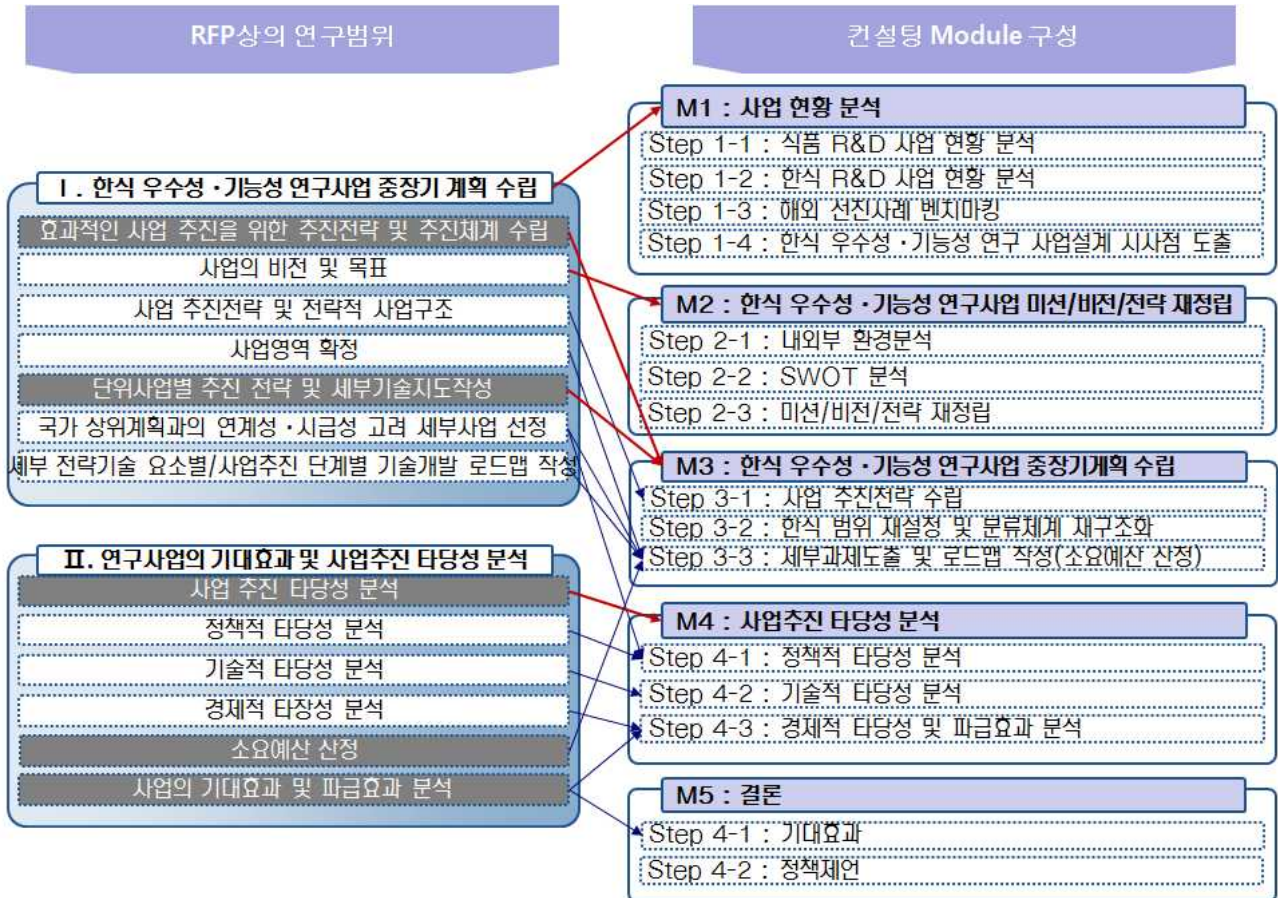 RFP상의 연구범위
컨설팅 Module 구성
Ⅰ. 한식 우수성·기능성 연구사업 중장기 계획 수립
효과적인 사업 추진을 위한 추진전략 및 추진체계 수립
사업의 비전 및 목표
사업 추진전략 및 전략적 사업구조
사업영역 확정
단위사업별 추진 전략 및 세부기술지도작성
국가 상위계획과의 연계성·시급성 고려 세부사업 선정
세부 전략기술 요소별/사업추진 단계별 기술개발 로드맵 작성
Ⅱ. 연구사업의 기대효과 및 사업추진 타당성 분석
사업 추진 타당성 분석
정책적 타당성 분석
기술적 타당성 분석
경제적 타장성 분석
소요예산 산정
사업의 기대효과 및 파급효과 분석
M1 : 사업 현황 분석
Step 1-1 : 식품 R&D 사업 현황 분석
Step 1-2 : 한식 R&D 사업 현황 분석
Step 1-3 : 해외 선진사례 벤치마킹
Step 1-4 : 한식 우수성·기능성 연구 사업설계 시사점 도출
M2 : 한식 우수성·기능성 연구사업 미션/비전/전략 재정립
Step 2-1 : 내외부 환경분석
Step 2-2 : SWOT 분석
Step 2-3 : 미션/비전/전략 재정립
M3 : 한식 우수성·기능성 연구사업 중장기계획 수립
Step 3-1 : 사업 추진전략 수립
Step 3-2 : 한식 범위 재설정 및 분류체계 재구조화
Step 3-3 : 세부과제도출 및 로드맵 작성(소요예산 산정)
M4 : 사업추진 타당성 분석
Step 4-1 : 정책적 타당성 분석
Step 4-2 : 기술적 타당성 분석
Step 4-3 : 경제적 타당성 및 파급효과 분석
M5 : 결론
Step 4-1 : 기대효과
Step 4-2 : 정책제언